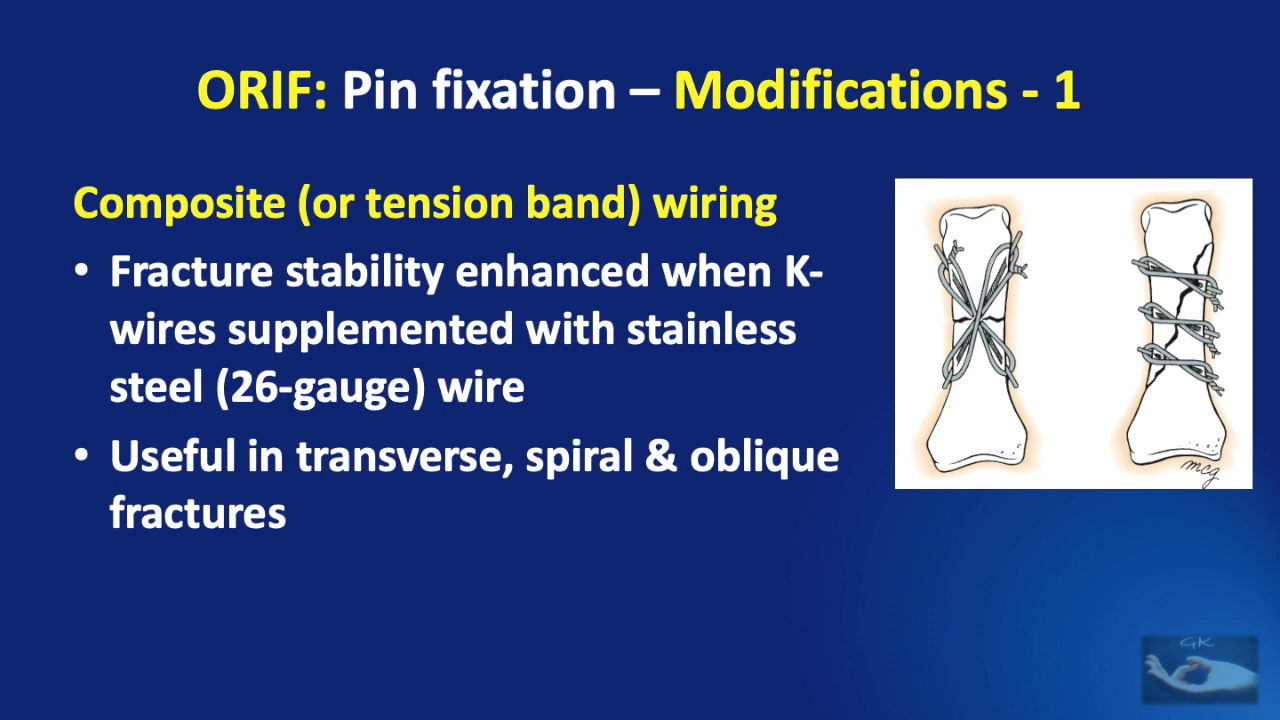 ORIF: Pin fixation – Modifications - 1
Composite (or tension band) wiring
• Fracture stability enhanced when K-
wires supplemented with stainless
steel (26-gauge) wire
• Useful in transverse, spiral & oblique
fractures
mcg
GK